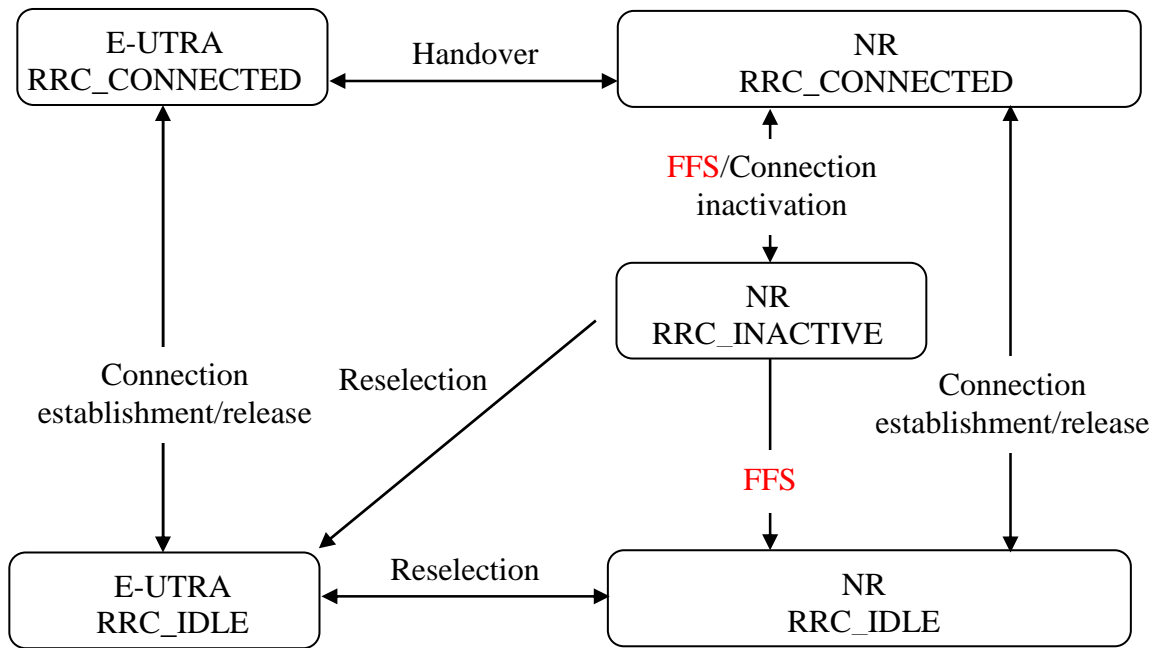 E-UTRA
RRC_CONNECTED
Handover
NR
RRC_CONNECTED
FFS/Connection
inactivation
NR
RRC_INACTIVE
Connection
establishment/release
Reselection
Connection
establishment/release
FFS
E-UTRA
RRC_IDLE
Reselection
NR
RRC_IDLE